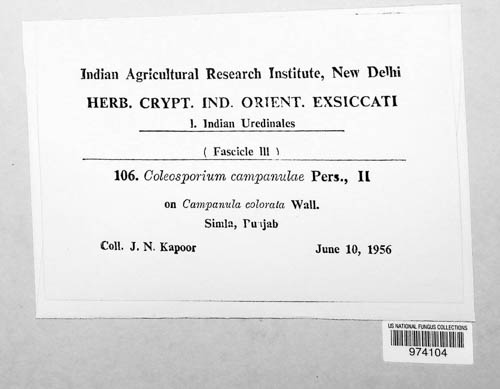 Indian Agricultural Research Institute, New Delhi
HERB. CRYPT. IND. ORIENT. EXSICCATI
1. Indian Uredinales
( Fascicle III )
106. Coleosporium campanulae Pers., II
on Campanula colorata Wall.
Simla, Punjab
Coll. J. N. Kapoor June 10, 1956
US NATIONAL FUNGUS COLLECTIONS
974104